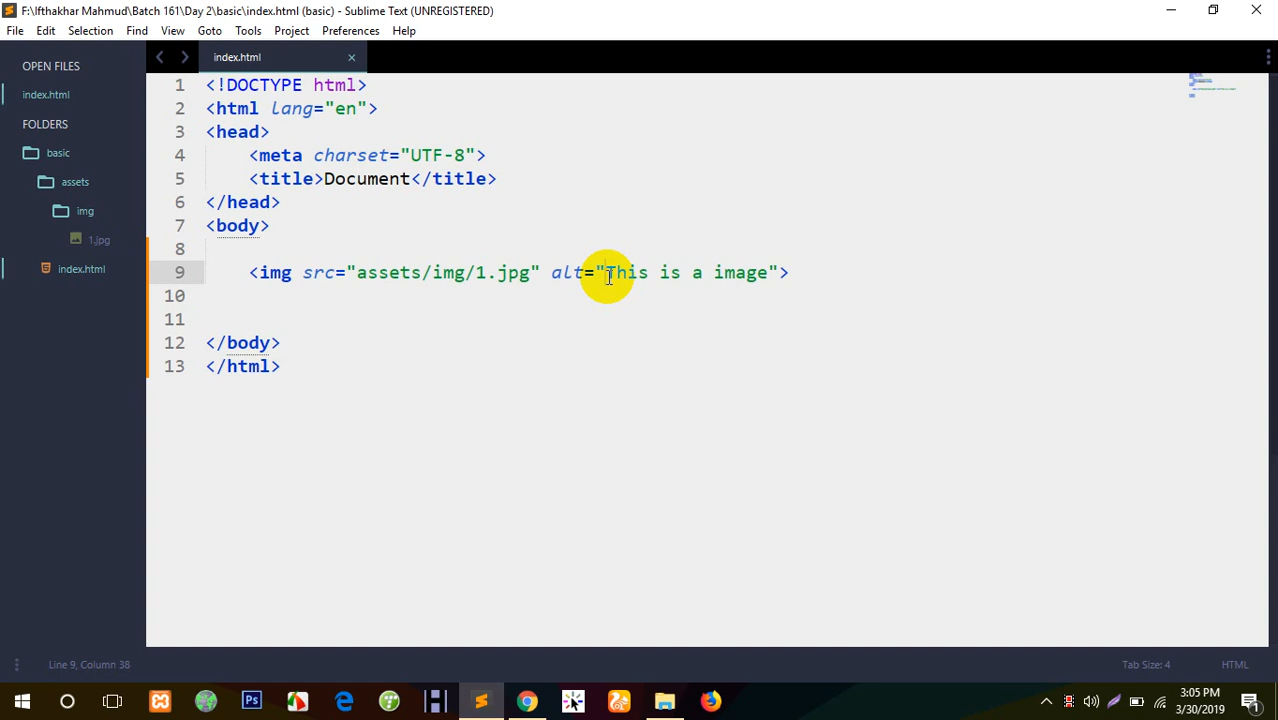 F:\Ifthakhar Mahmud\Batch 161\Day 2\basic\index.html (basic) - Sublime Text (UNREGISTERED)
File Edit Selection Find View Goto Tools Project Preferences Help
OPEN FILES
index.html
FOLDERS
basic
assets
img
1.jpg
index.html
index.html
1 <!DOCTYPE html>
2 <html lang="en">
3 <head>
4 <meta charset="UTF-8">
5 <title>Document</title>
6 </head>
7 <body>
8
9 <img src="assets/img/1.jpg" alt="This is a image">
10
11
12 </body>
13 </html>
Line 9, Column 38
Tab Size: 4
HTML
Ps
3:05 PM
3/30/2019
1